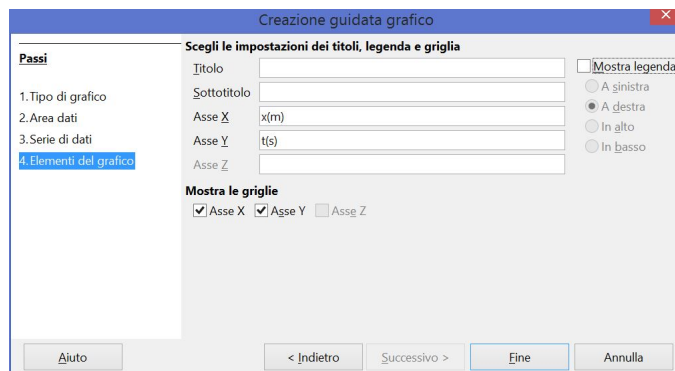 Creazione guidata grafico
Passi
1.Tipo di grafico
2.Area dati
3.Serie di dati
4.Elementi del grafico
Scegli le impostazioni dei titoli, legenda e griglia
Titolo
Sottotitolo
Asse X x(m)
Asse Y t(s)
Asse Z
Mostra legenda
A sinistra
A destra
In alto
In basso
Mostra le griglie
Asse X Asse Y Asse Z
Aiuto < Indietro Successivo > Fine Annulla